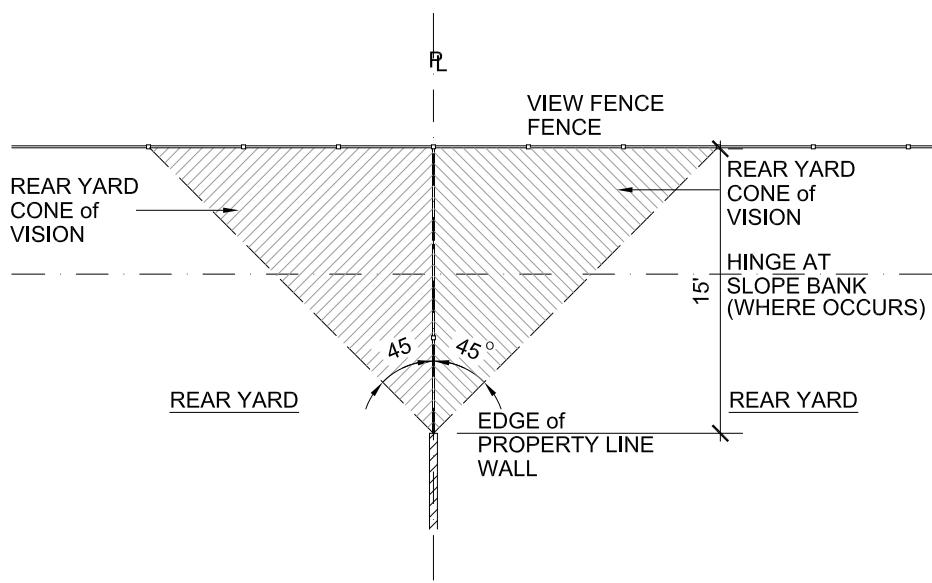 PL
VIEW FENCE
FENCE
REAR YARD
CONE of
VISION
REAR YARD
CONE of
VISION
HINGE AT
SLOPE BANK
(WHERE OCCURS)
15'
45
45°
REAR YARD
REAR YARD
EDGE of
PROPERTY LINE
WALL